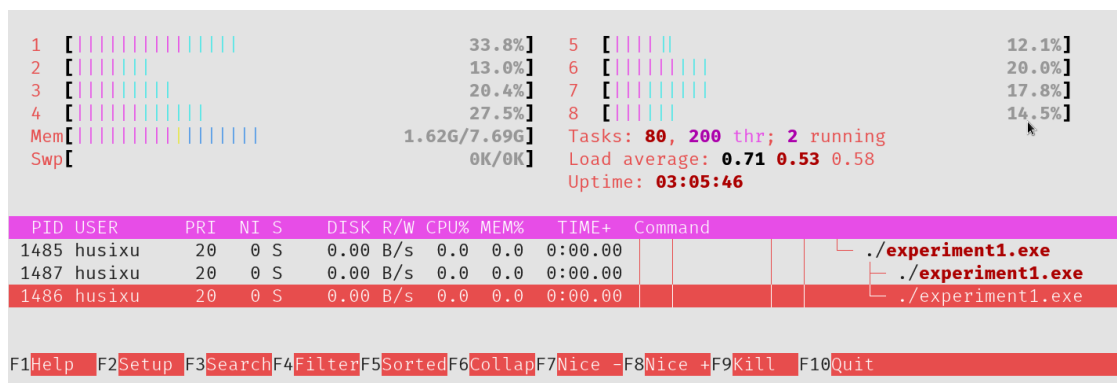 1 [||||||||||||||| 33.8%] 5 [|||||| 12.1%]
2 [||||||| 13.0%] 6 [||||||||| 20.0%]
3 [||||||||| 20.4%] 7 [||||||||| 17.8%]
4 [|||||||||||| 27.5%] 8 [|||||| 14.5%]
Mem[||||||||||||||||| 1.62G/7.69G] Tasks: 80, 200 thr; 2 running
Swp[ 0K/0K] Load average: 0.71 0.53 0.58
Uptime: 03:05:46
PID USER PRI NI S DISK R/W CPU% MEM% TIME+ Command
1485 husixu 20 0 S 0.00 B/s 0.0 0.0 0:00.00 │ │ │ │ └─ ./experiment1.exe
1487 husixu 20 0 S 0.00 B/s 0.0 0.0 0:00.00 │ │ │ │ ├─ ./experiment1.exe
1486 husixu 20 0 S 0.00 B/s 0.0 0.0 0:00.00 │ │ │ │ └─ ./experiment1.exe
F1Help F2Setup F3SearchF4FilterF5SortedF6CollapF7Nice -F8Nice +F9Kill F10Quit